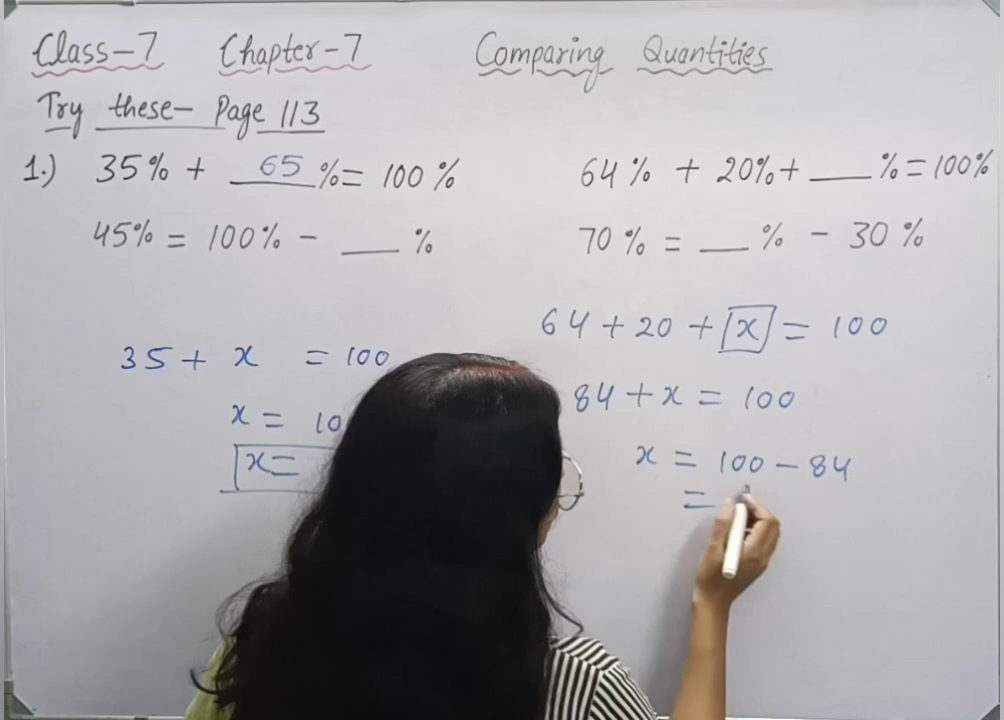 Class-7 Chapter-7 Comparing Quantities
Try these- Page 113
1.) 35% + 65 %= 100%
64% + 20%+ ___ %=100%
45% = 100% - ___ %
70% = ___ % - 30%
35 + x = 100
x = 10
x=
64 + 20 + x = 100
84 + x = 100
x = 100 - 84
=